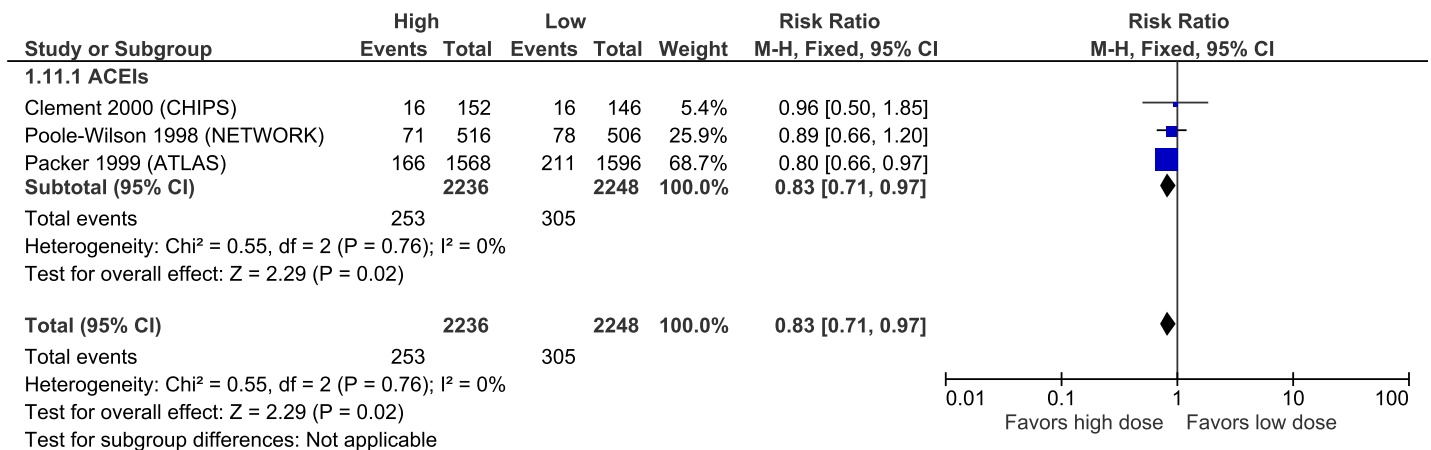 High Low Risk Ratio Risk Ratio
Study or Subgroup Events Total Events Total Weight M-H, Fixed, 95% CI M-H, Fixed, 95% CI
1.11.1 ACEIs
Clement 2000 (CHIPS) 16 152 16 146 5.4% 0.96 [0.50, 1.85]
Poole-Wilson 1998 (NETWORK) 71 516 78 506 25.9% 0.89 [0.66, 1.20]
Packer 1999 (ATLAS) 166 1568 211 1596 68.7% 0.80 [0.66, 0.97]
Subtotal (95% CI) 2236 2248 100.0% 0.83 [0.71, 0.97]
Total events 253 305
Heterogeneity: Chi² = 0.55, df = 2 (P = 0.76); I² = 0%
Test for overall effect: Z = 2.29 (P = 0.02)
Total (95% CI) 2236 2248 100.0% 0.83 [0.71, 0.97]
Total events 253 305
Heterogeneity: Chi² = 0.55, df = 2 (P = 0.76); I² = 0%
0.01 0.1 1 10 100
Test for overall effect: Z = 2.29 (P = 0.02)
Favors high dose Favors low dose
Test for subgroup differences: Not applicable